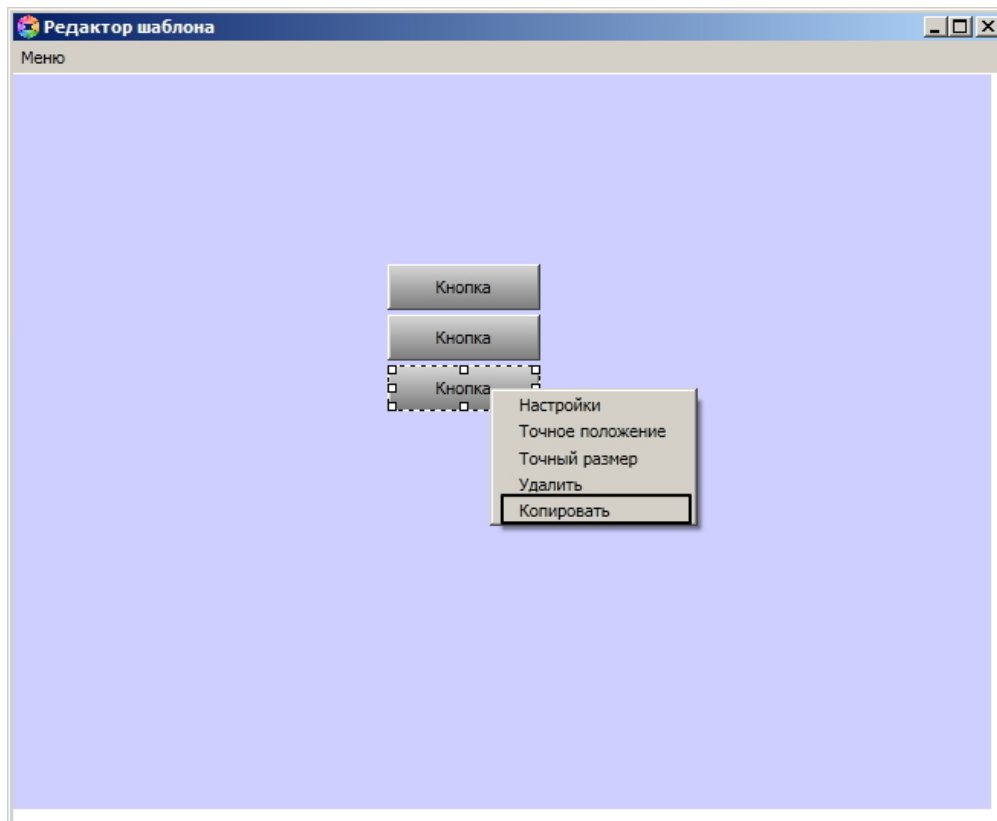 Редактор шаблона
Меню
Кнопка
Кнопка
Кнопка
Настройки
Точное положение
Точный размер
Удалить
Копировать